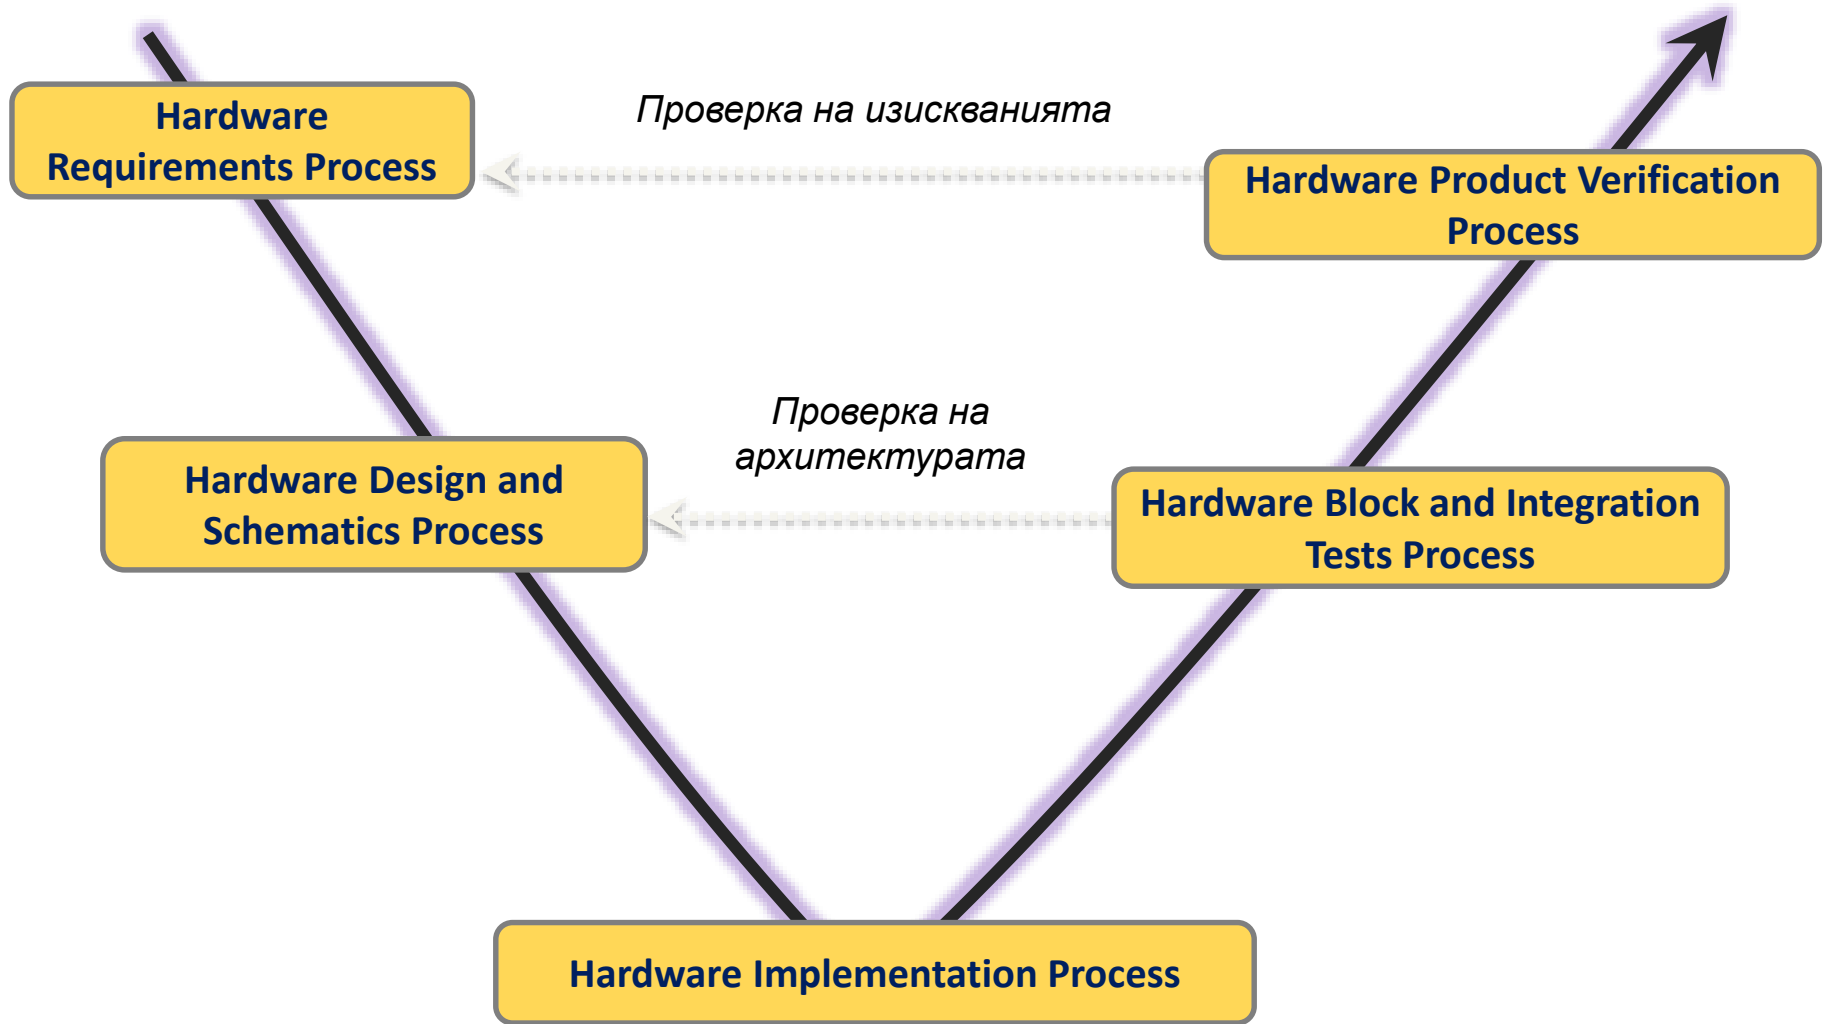 Hardware
Requirements Process
Проверка на изискванията
Hardware Product Verification
Process
Проверка на
архитектурата
Hardware Design and
Schematics Process
Hardware Block and Integration
Tests Process
Hardware Implementation Process